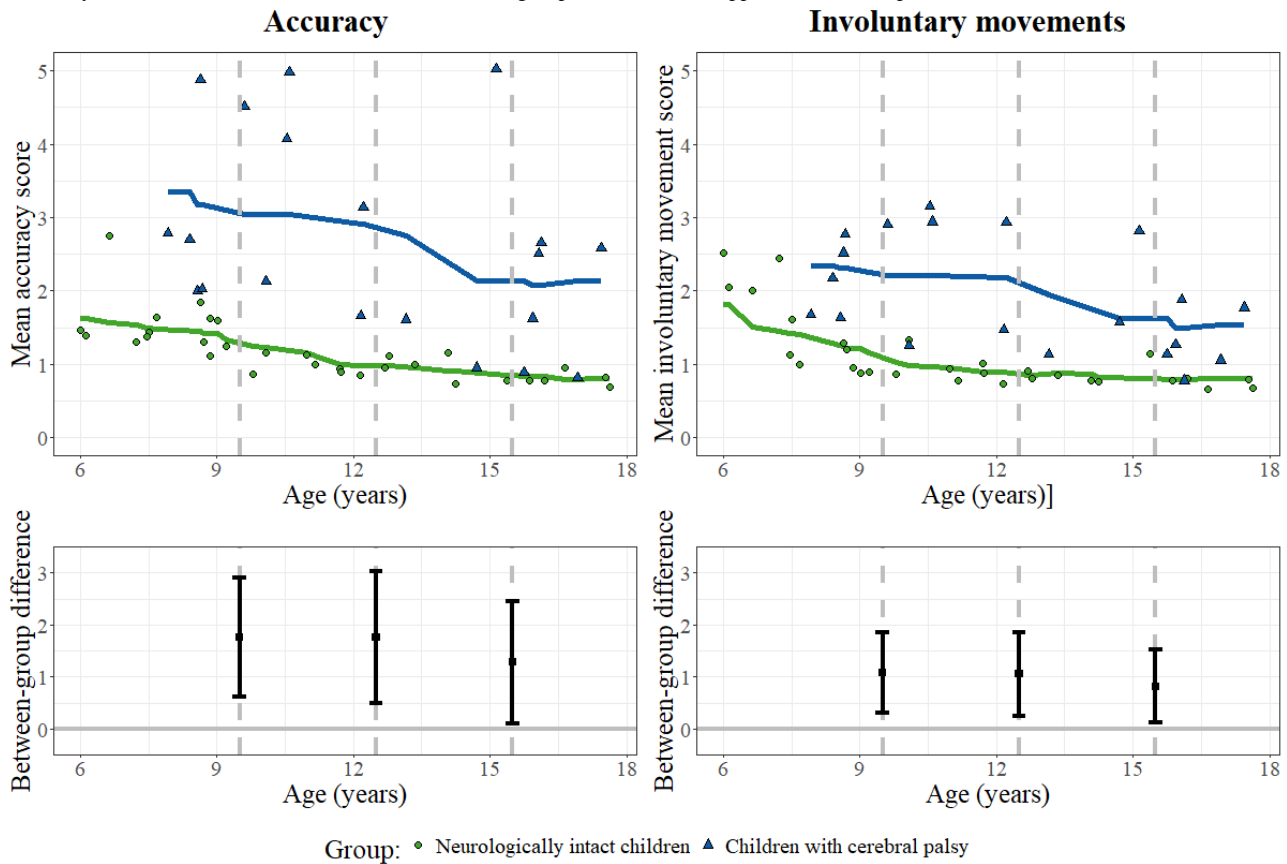 Accuracy
Involuntary movements
Mean accuracy score
5
4
3
2
1
0
6 9 12 15 18
Age (years)
Mean involuntary movement score
5
4
3
2
1
0
6 9 12 15 18
Age (years)]
Between-group difference
3
2
1
0
6 9 12 15 18
Age (years)
Between-group difference
3
2
1
0
6 9 12 15 18
Age (years)
Group: Neurologically intact children Children with cerebral palsy